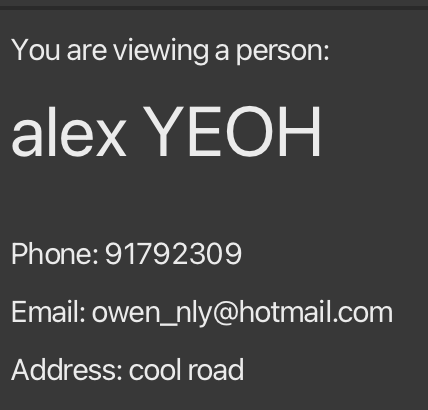 You are viewing a person:
alex YEOH
Phone: 91792309
Email: owen_nly@hotmail.com
Address: cool road